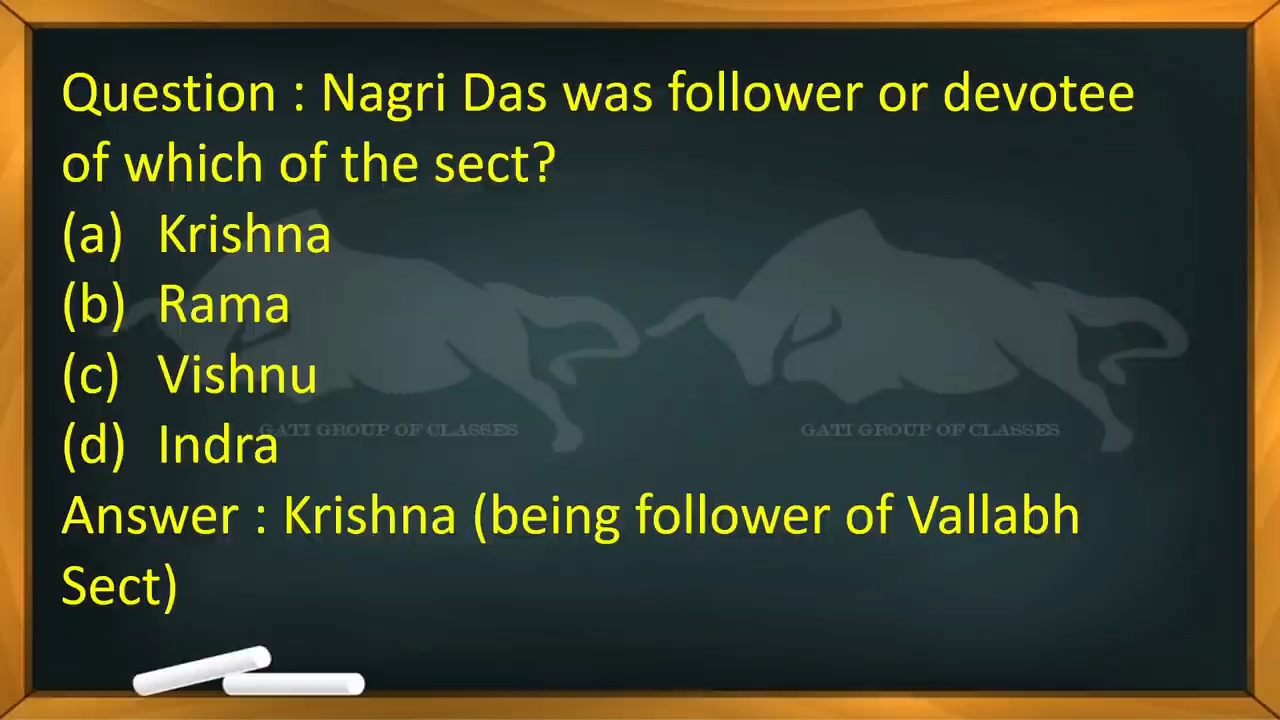 Question : Nagri Das was follower or devotee
of which of the sect?
(a) Krishna
(b) Rama
(c) Vishnu
(d) Indra
GATI GROUP OF CLASSES
GATI GROUP OF CLASSES
Answer : Krishna (being follower of Vallabh
Sect)